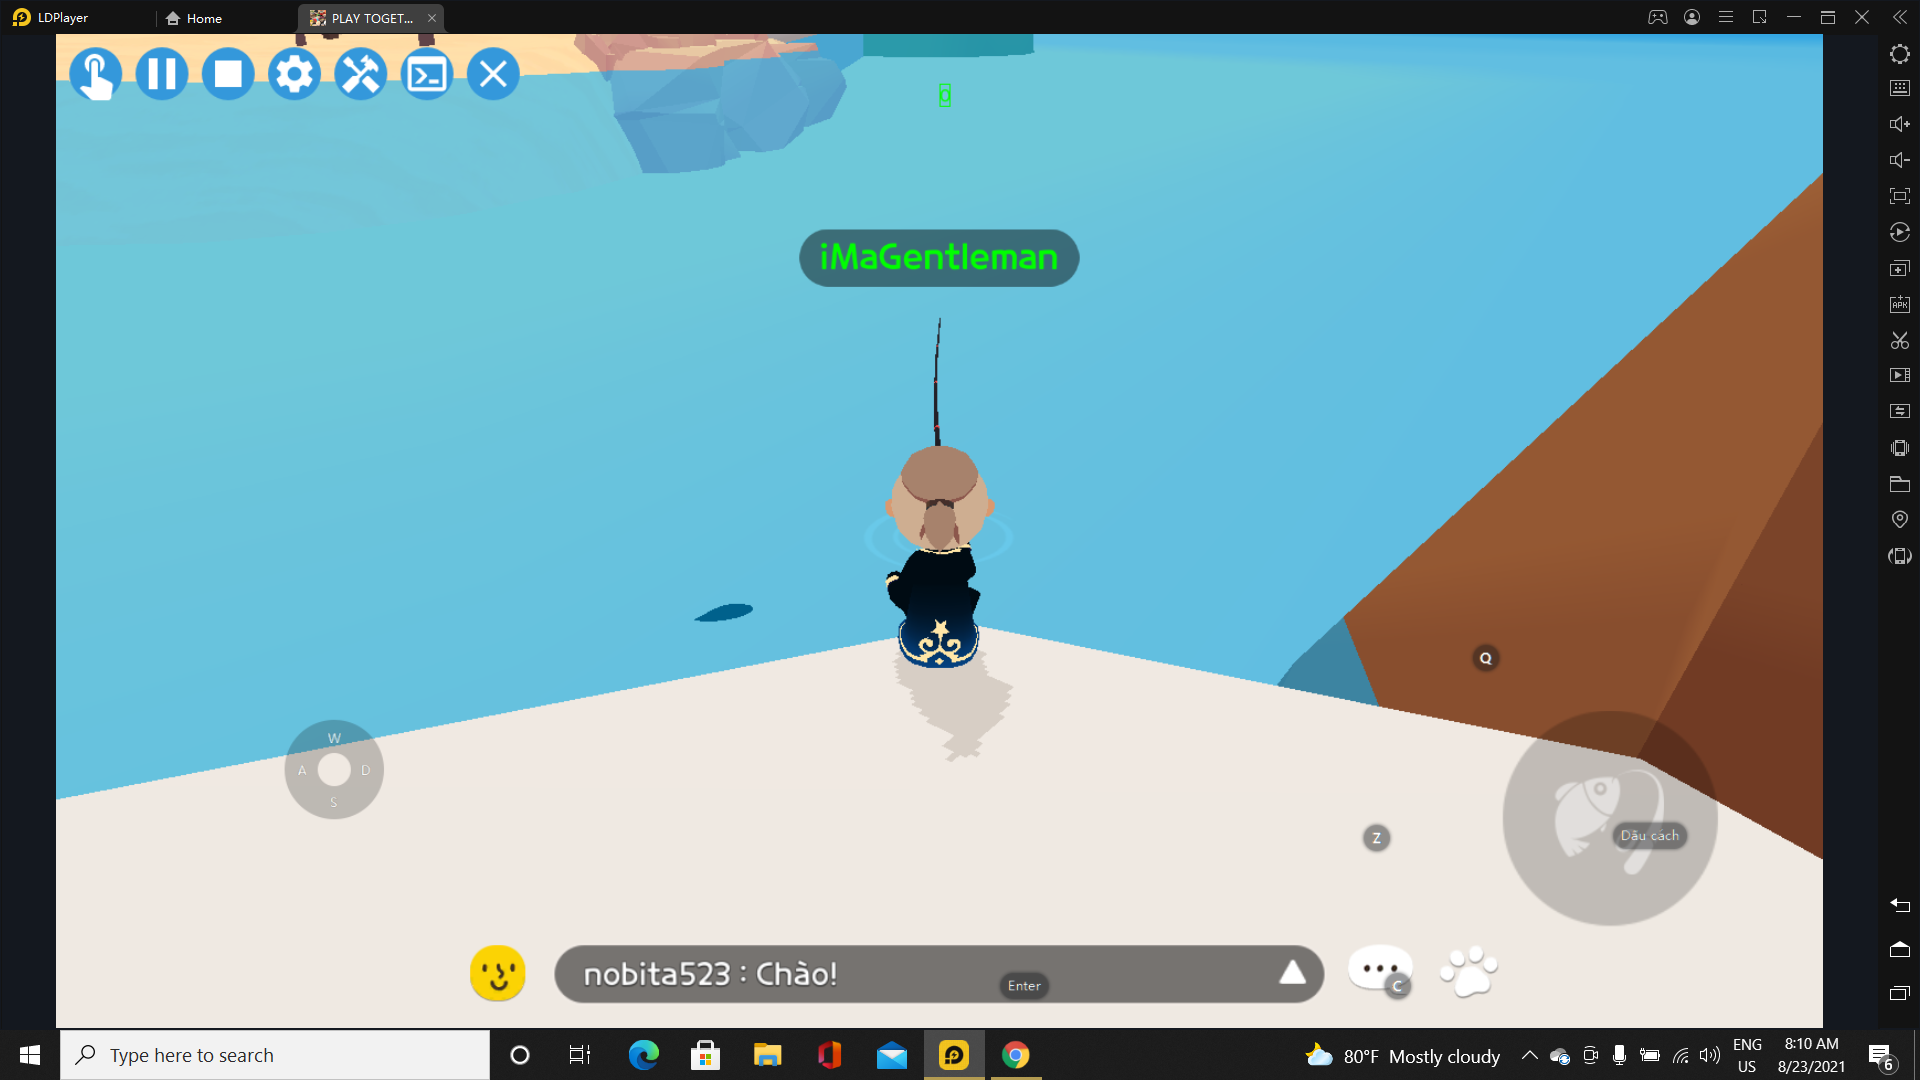 LDPlayer
Home
PLAY TOGET...
iMaGentleman
W
A
D
S
Q
Z
Dấu cách
nobita523 : Chào!
Enter
C
Type here to search
80°F Mostly cloudy
ENG
US
8:10 AM
8/23/2021
6
APK